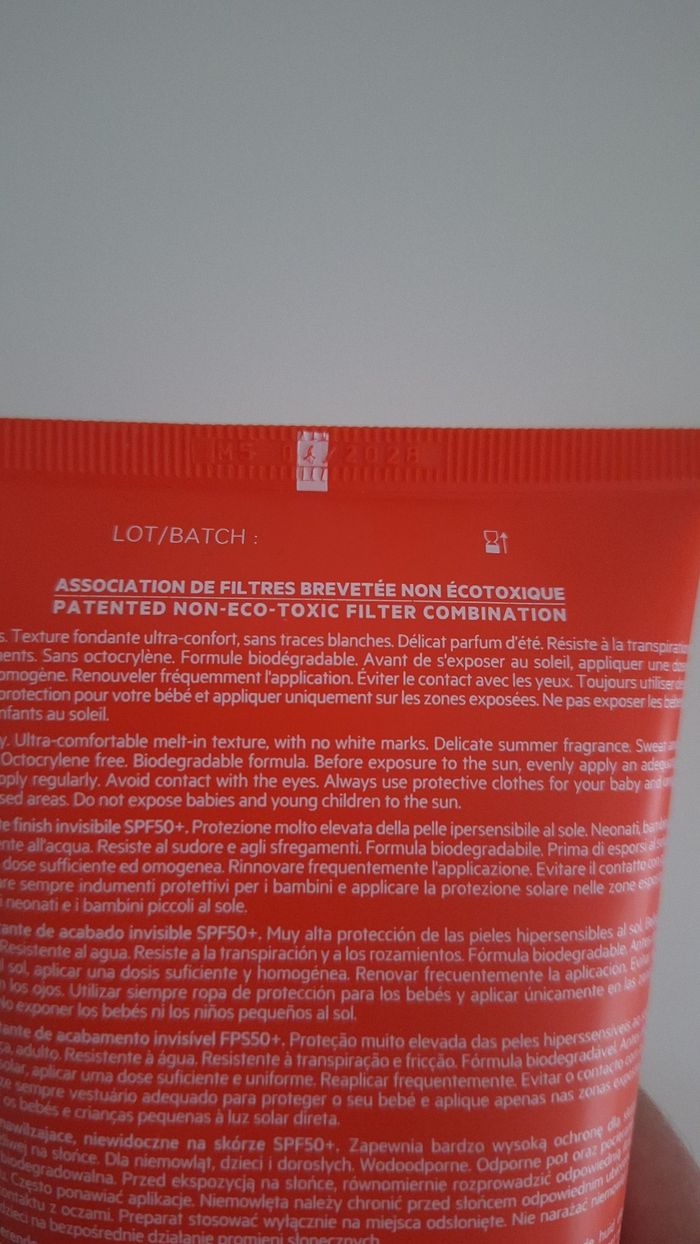 LOT/BATCH :
ASSOCIATION DE FILTRES BREVETÉE NON ÉCOTOXIQUE
PATENTED NON-ECO-TOXIC FILTER COMBINATION
Texture fondante ultra-confort, sans traces blanches. Délicat parfum d'été. Résiste à la
Sans octocrylène. Formule biodégradable. Avant de s'exposer au soleil, appliquer une
Renouveler fréquemment l'application. Éviter le contact avec les yeux. Toujours utiliser
protection pour votre bébé et appliquer uniquement sur les zones exposées. Ne pas exposer les
au soleil.
Ultra-comfortable melt-in texture, with no white marks. Delicate summer fragrance. Sweat
Octocrylene free. Biodegradable formula. Before exposure to the sun, evenly apply an
regularly. Avoid contact with the eyes. Always use protective clothes for your baby and
areas. Do not expose babies and young children to the sun.
finish invisibile SPF50+. Protezione molto elevata della pelle ipersensibile al sole. Neonati,
all'acqua. Resiste al sudore e agli sfregamenti. Formula biodegradabile. Prima di esporsi al
dose sufficiente ed omogenea. Rinnovare frequentemente l'applicazione. Evitare il contatto
sempre indumenti protettivi per i bambini e applicare la protezione solare nelle zone
i neonati e i bambini piccoli al sole.
de acabado invisible SPF50+. Muy alta protección de las pieles hipersensibles al sol.
Resistente al agua. Resiste a la transpiración y a los rozamientos. Fórmula biodegradable.
sol, aplicar una dosis suficiente y homogénea. Renovar frecuentemente la aplicación.
los ojos. Utilizar siempre ropa de protección para los bebés y aplicar únicamente en las
No exponer los bebés ni los niños pequeños al sol.
de acabamento invisível FPS50+. Proteção muito elevada das peles hiperssensíveis ao
adulto. Resistente à água. Resistente à transpiração e fricção. Fórmula biodegradável.
solar, aplicar uma dose suficiente e uniforme. Reaplicar frequentemente. Evitar o contacto
sempre vestuário adequado para proteger o seu bebé e aplique apenas nas zonas
os bebés e crianças pequenas à luz solar direta.
niewidoczne na skórze SPF50+. Zapewnia bardzo wysoką ochronę dla
na słońce. Dla niemowląt, dzieci i dorosłych. Wodoodporne. Odporne pot oraz
Przed ekspozycją na słońce, równomiernie rozprowadzić odpowiednią
Często ponawiać aplikacje. Niemowlęta należy chronić przed słońcem odpowiednim
z oczami. Preparat stosować wyłącznie na miejsca odsłonięte. Nie narażać
dzieci na bezpośrednie działanie promieni słonecznych.